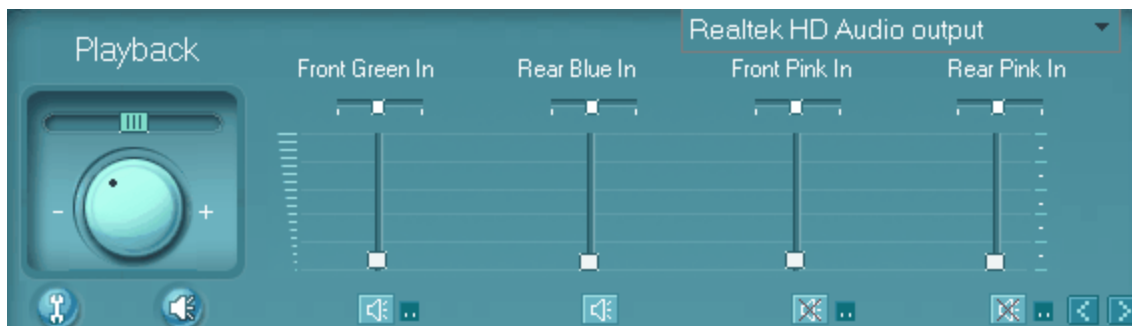 Realtek HD Audio output
Playback
Front Green In
Rear Blue In
Front Pink In
Rear Pink In
- +